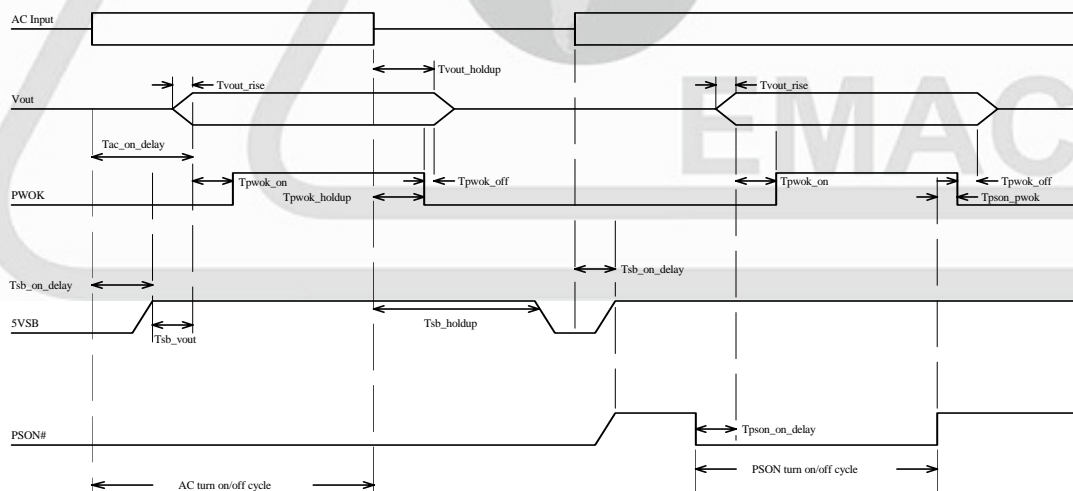 AC Input
Tvout_holdup
Tvout_rise
Tvout_rise
Vout
EMAC
Tac_on_delay
Tpwok_on
Tpwok_off
Tpwok_on
Tpwok_off
Tpwok_holdup
Tpson_pwok
PWOK
Tsb_on_delay
Tsb_on_delay
5VSB
Tsb_holdup
Tsb_vout
PSON#
Tpson_on_delay
AC turn on/off cycle
PSON turn on/off cycle